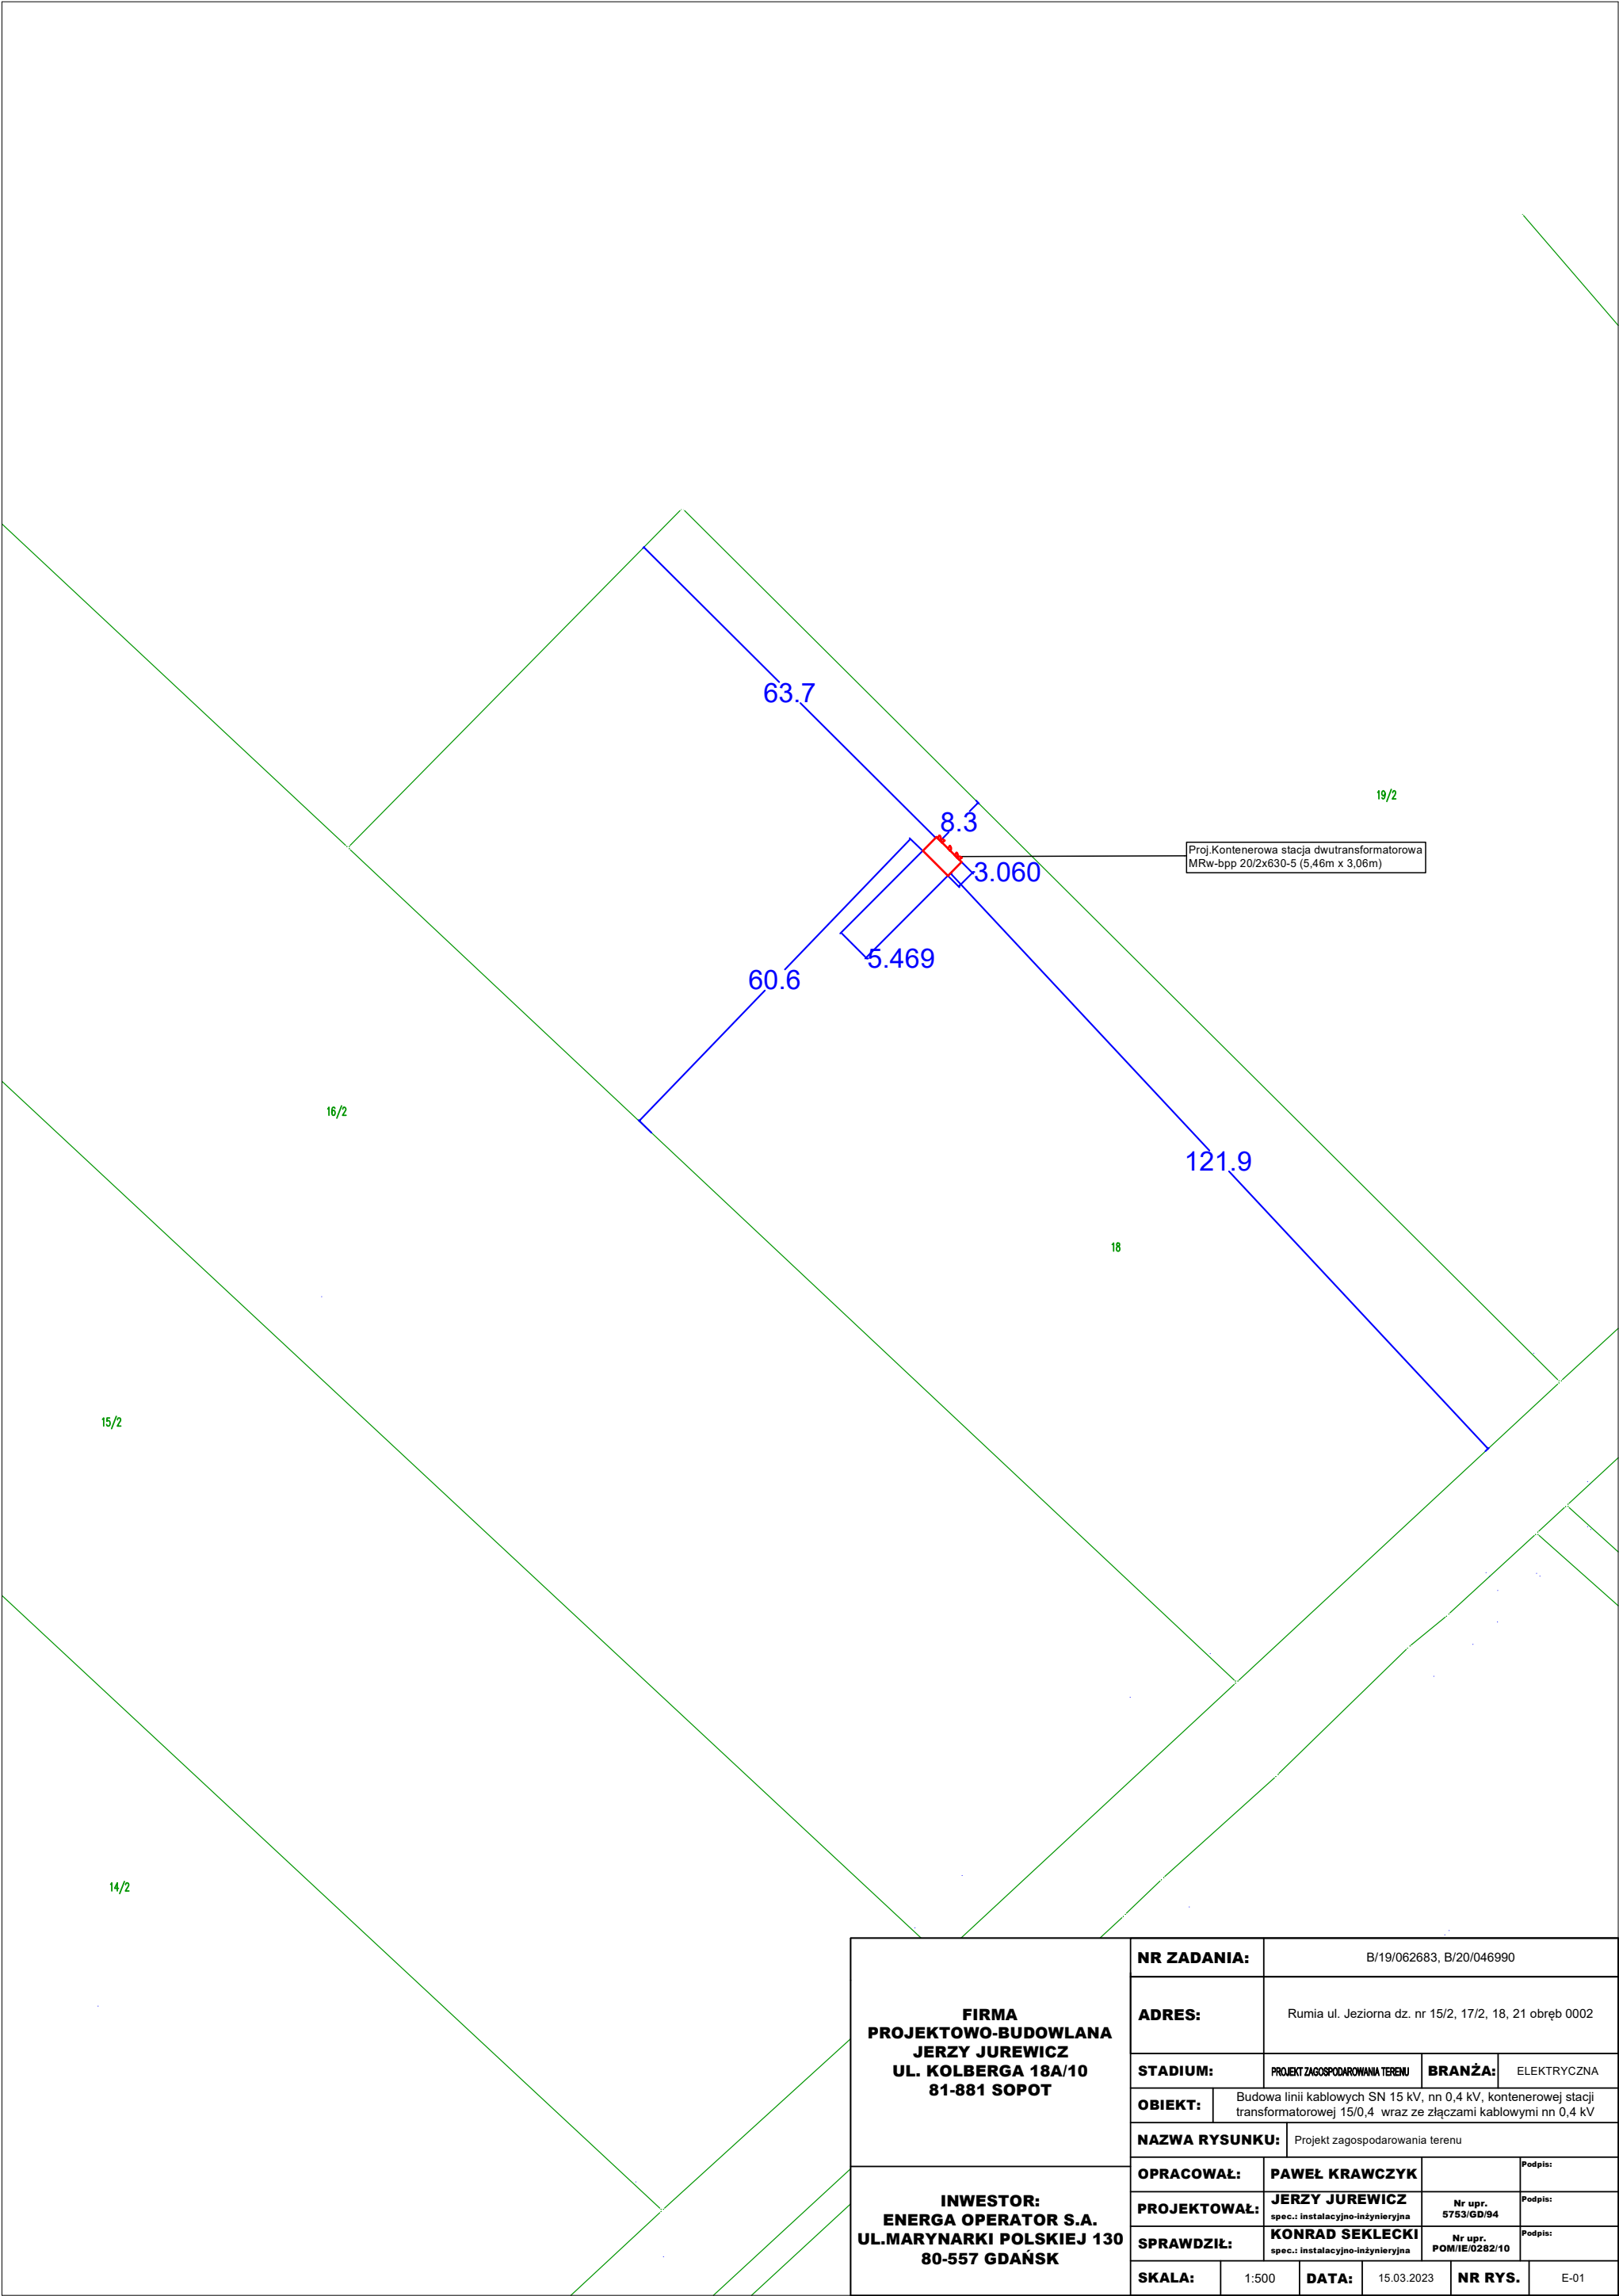 63.7
8.3
19/2
Proj.Kontenerowa stacja dwutransformatorowa
MRw-bpp 20/2x630-5 (5,46m x 3,06m)
3.060
5.469
60.6
16/2
121.9
18
15/2
14/2
FIRMA
PROJEKTOWO-BUDOWLANA
JERZY JUREWICZ
UL. KOLBERGA 18A/10
81-881 SOPOT
INWESTOR:
ENERGA OPERATOR S.A.
UL.MARYNARKI POLSKIEJ 130
80-557 GDAŃSK
NR ZADANIA: B/19/062683, B/20/046990
ADRES: Rumia ul. Jeziorna dz. nr 15/2, 17/2, 18, 21 obręb 0002
STADIUM: PROJEKT ZAGOSPODAROWANIA TERENU BRANŻA: ELEKTRYCZNA
OBIEKT: Budowa linii kablowych SN 15 kV, nn 0,4 kV, kontenerowej stacji
transformatorowej 15/0,4 wraz ze złączami kablowymi nn 0,4 kV
NAZWA RYSUNKU: Projekt zagospodarowania terenu
OPRACOWAŁ: PAWEŁ KRAWCZYK Podpis:
PROJEKTOWAŁ: JERZY JUREWICZ
spec.: instalacyjno-inżynieryjna
Nr upr.
5753/GD/94
Podpis:
SPRAWDZIŁ: KONRAD SEKLECKI
spec.: instalacyjno-inżynieryjna
Nr upr.
POM/IE/0282/10
Podpis:
SKALA: 1:500 DATA: 15.03.2023 NR RYS. E-01